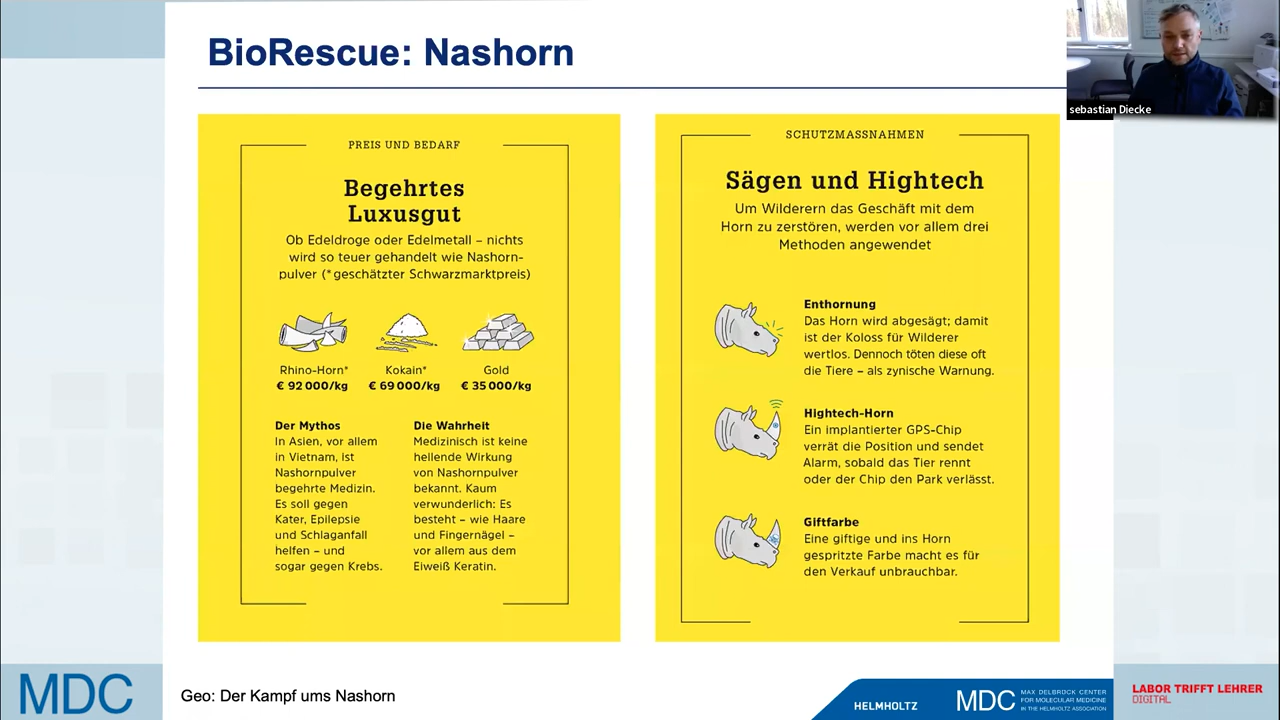 BioRescue: Nashorn
sebastian Diecke
PREIS UND BEDARF
Begehrtes
Luxusgut
Ob Edeldroge oder Edelmetall – nichts
wird so teuer gehandelt wie Nashorn-
pulver (*geschätzter Schwarzmarktpreis)
Rhino-Horn*
€ 92 000/kg
Kokain*
€ 69 000/kg
Gold
€ 35 000/kg
Der Mythos
In Asien, vor allem
in Vietnam, ist
Nashornpulver
begehrte Medizin.
Es soll gegen
Kater, Epilepsie
und Schlaganfall
helfen – und
sogar gegen Krebs.
Die Wahrheit
Medizinisch ist keine
heilende Wirkung
von Nashornpulver
bekannt. Kaum
verwunderlich: Es
besteht – wie Haare
und Fingernägel –
vor allem aus dem
Eiweiß Keratin.
SCHUTZMASSNAHMEN
Sägen und Hightech
Um Wilderern das Geschäft mit dem
Horn zu zerstören, werden vor allem drei
Methoden angewendet
Enthornung
Das Horn wird abgesägt; damit
ist der Koloss für Wilderer
wertlos. Dennoch töten diese oft
die Tiere – als zynische Warnung.
Hightech-Horn
Ein implantierter GPS-Chip
verrät die Position und sendet
Alarm, sobald das Tier rennt
oder der Chip den Park verlässt.
Giftfarbe
Eine giftige und ins Horn
gespritzte Farbe macht es für
den Verkauf unbrauchbar.
MDC
Geo: Der Kampf ums Nashorn
HELMHOLTZ
MDC
MAX DELBRÜCK CENTER
FOR MOLECULAR MEDICINE
IN THE HELMHOLTZ ASSOCIATION
LABOR TRIFFT LEHRER
DIGITAL